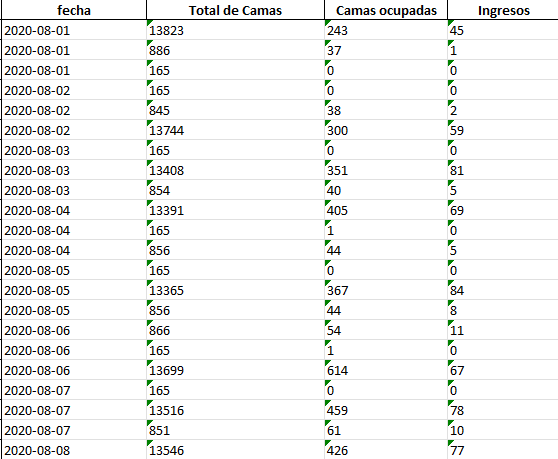 fecha Total de Camas Camas ocupadas Ingresos
2020-08-01 13823 243 45
2020-08-01 886 37 1
2020-08-01 165 0 0
2020-08-02 165 0 0
2020-08-02 845 38 2
2020-08-02 13744 300 59
2020-08-03 165 0 0
2020-08-03 13408 351 81
2020-08-03 854 40 5
2020-08-04 13391 405 69
2020-08-04 165 1 0
2020-08-04 856 44 5
2020-08-05 165 0 0
2020-08-05 13365 367 84
2020-08-05 856 44 8
2020-08-06 866 54 11
2020-08-06 165 1 0
2020-08-06 13699 614 67
2020-08-07 165 0 0
2020-08-07 13516 459 78
2020-08-07 851 61 10
2020-08-08 13546 426 77